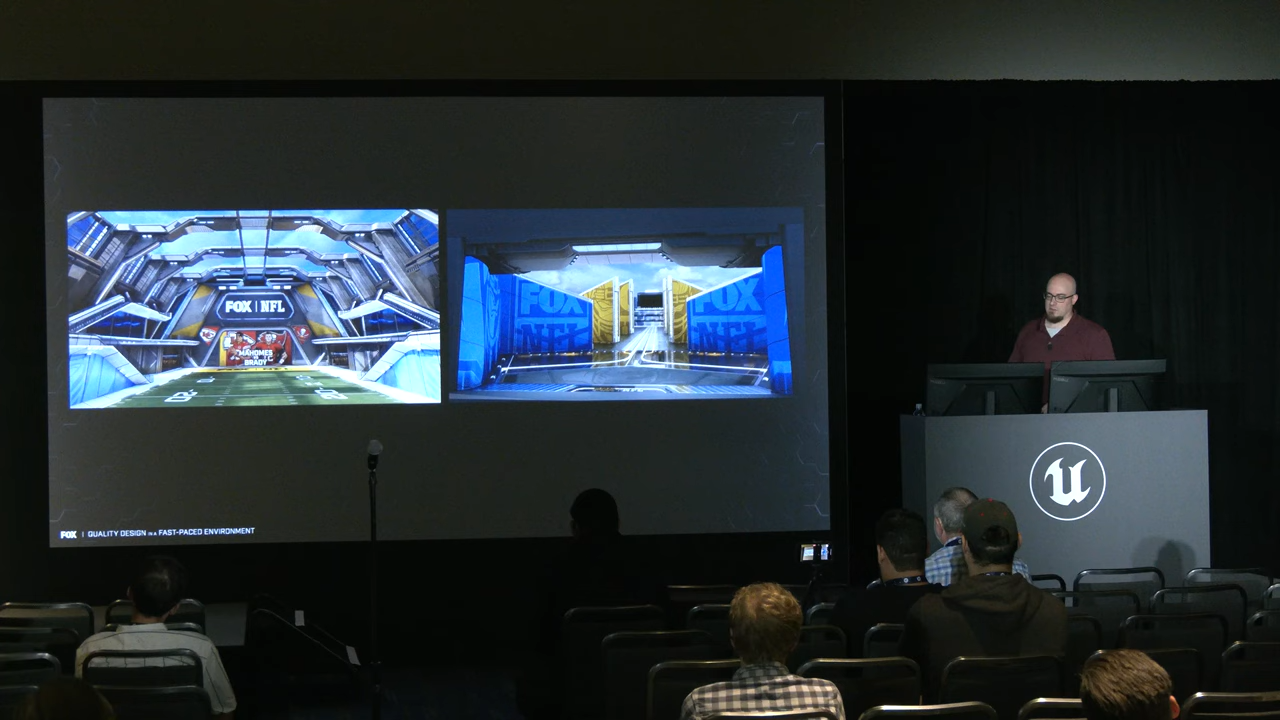 FOX | NFL
MAHOMES
BRADY
FOX
NFL
FOX
NFL
FOX | QUALITY DESIGN IN A FAST-PACED ENVIRONMENT